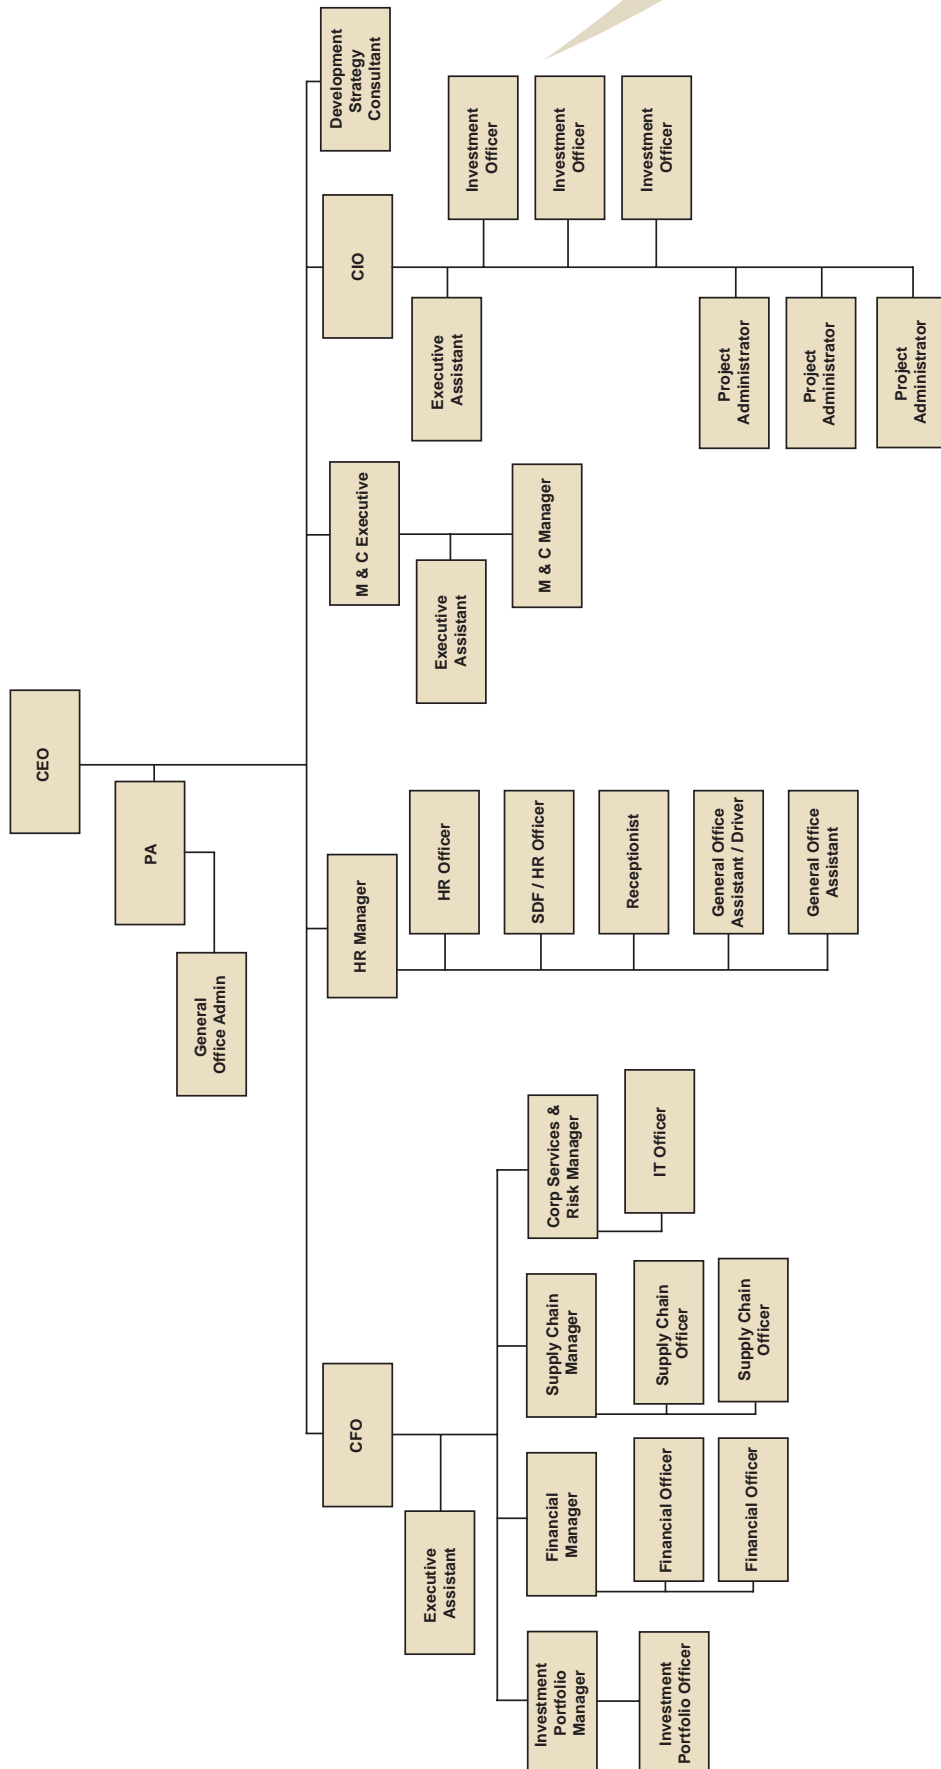 CEO
PA
General
Office Admin
CFO
Executive
Assistant
Investment
Portfolio
Manager
Investment
Portfolio Officer
Financial
Manager
Financial Officer
Financial Officer
Supply Chain
Manager
Supply Chain
Officer
Supply Chain
Officer
Corp Services &
Risk Manager
IT Officer
HR Manager
HR Officer
SDF / HR Officer
Receptionist
General Office
Assistant / Driver
General Office
Assistant
M & C Executive
Executive
Assistant
M & C Manager
CIO
Executive
Assistant
Investment
Officer
Investment
Officer
Investment
Officer
Project
Administrator
Project
Administrator
Project
Administrator
Development
Strategy
Consultant